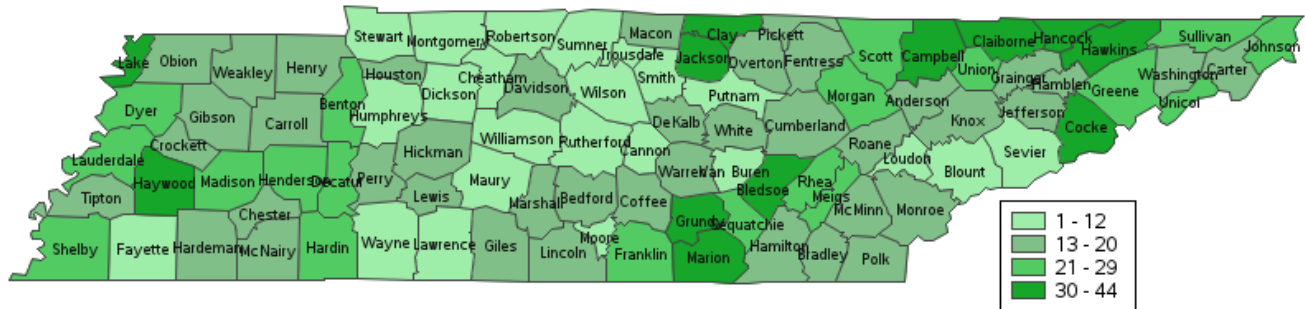 Stewart
Montgomery
Robertson
Sumner
Macon
Trousdale
Clay
Pickett
Jackson
Overton
Fentress
Scott
Campbell
Claiborne
Hancock
Hawkins
Sullivan
Johnson
Lake
Obion
Weakley
Henry
Houston
Cheatham
Dickson
Davidson
Wilson
Smith
Putnam
Morgan
Union
Grainger
Hamblen
Washington
Carter
Greene
Unicoi
Dyer
Gibson
Carroll
Benton
Humphreys
Crockett
Williamson
Rutherford
Cannon
DeKalb
White
Cumberland
Anderson
Knox
Jefferson
Cocke
Lauderdale
Haywood
Madison
Henderson
Decatur
Perry
Hickman
Maury
Warren
Van Buren
Bledsoe
Rhea
Meigs
Roane
Loudon
Blount
Sevier
Tipton
Chester
Lewis
Marshall
Bedford
Coffee
Grundy
Sequatchie
McMinn
Monroe
Shelby
Fayette
Hardeman
McNairy
Hardin
Wayne
Lawrence
Giles
Lincoln
Moore
Franklin
Marion
Hamilton
Bradley
Polk
1 - 12
13 - 20
21 - 29
30 - 44